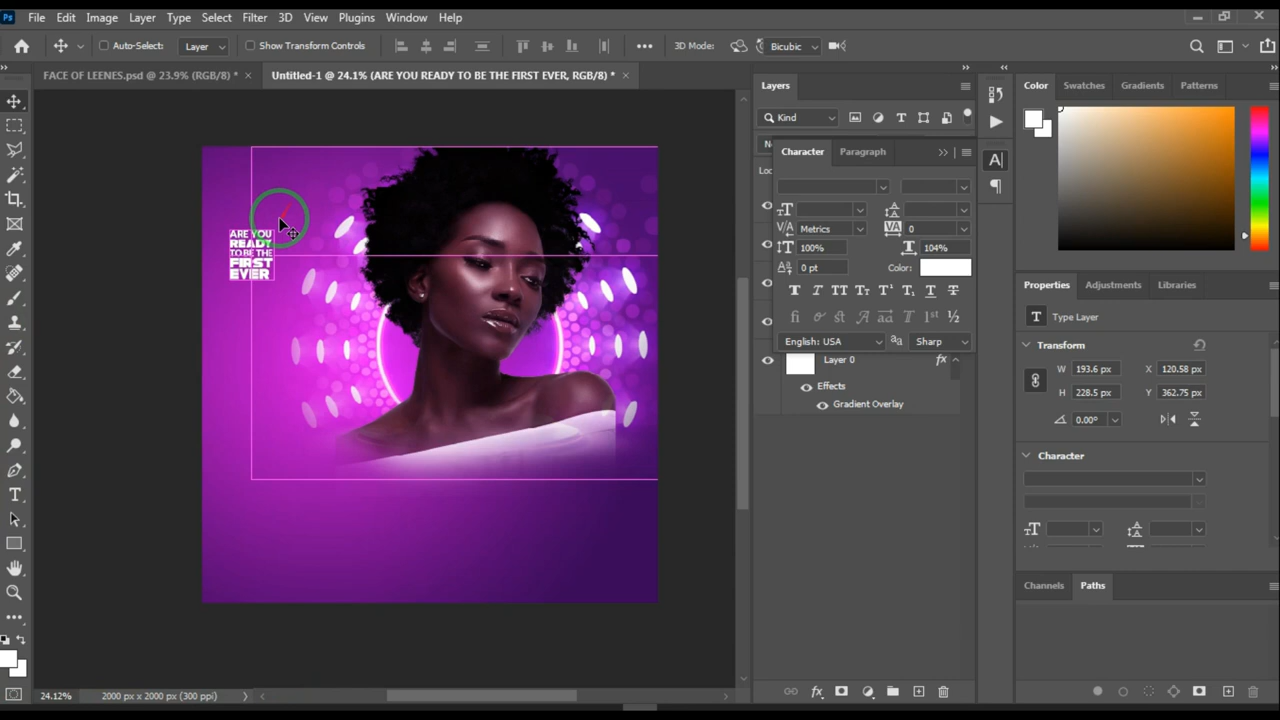 Ps File Edit Image Layer Type Select Filter 3D View Plugins Window Help
Auto-Select: Layer Show Transform Controls 3D Mode: Bicubic
FACE OF LEENES.psd @ 23.9% (RGB/8) * Untitled-1 @ 24.1% (ARE YOU READY TO BE THE FIRST EVER, RGB/8) *
ARE YOU
READY
TO BE THE
FIRST
EVER
Layers
Kind
Character Paragraph
Metrics 0
100% 104%
0 pt Color:
English: USA Sharp
Layer 0 fx
Effects
Gradient Overlay
Color Swatches Gradients Patterns
Properties Adjustments Libraries
Type Layer
Transform
W 193.6 px X 120.58 px
H 228.5 px Y 362.75 px
0.00°
Character
Channels Paths
24.12% 2000 px x 2000 px (300 ppi)